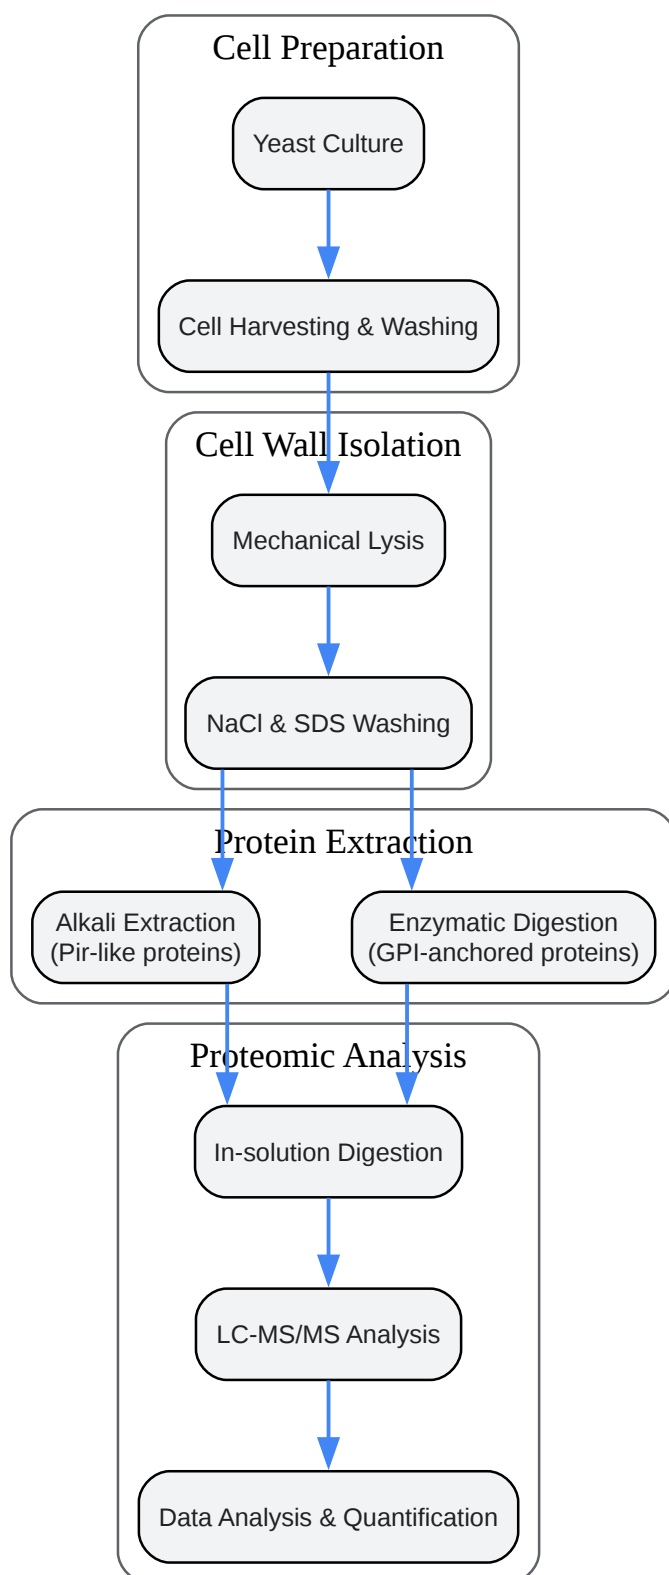 Cell Preparation
Yeast Culture
Cell Harvesting & Washing
Cell Wall Isolation
Mechanical Lysis
NaCl & SDS Washing
Protein Extraction
Alkali Extraction
(Pir-like proteins)
Enzymatic Digestion
(GPI-anchored proteins)
Proteomic Analysis
In-solution Digestion
LC-MS/MS Analysis
Data Analysis & Quantification